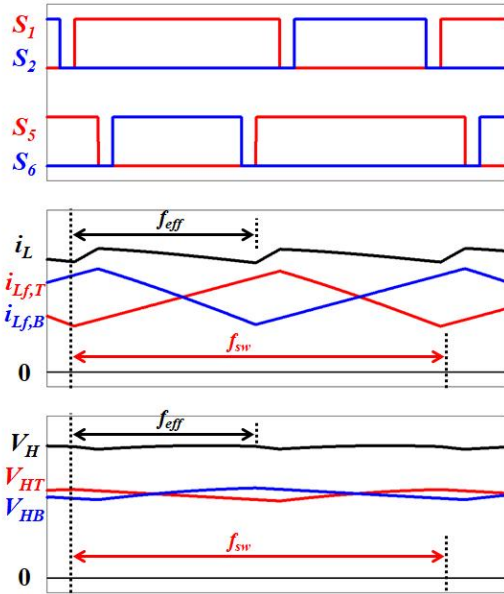 S1
S2
S5
S6
feff
iL
iLf,T
iLf,B
fsw
0
feff
VH
VHT
VHB
fsw
0